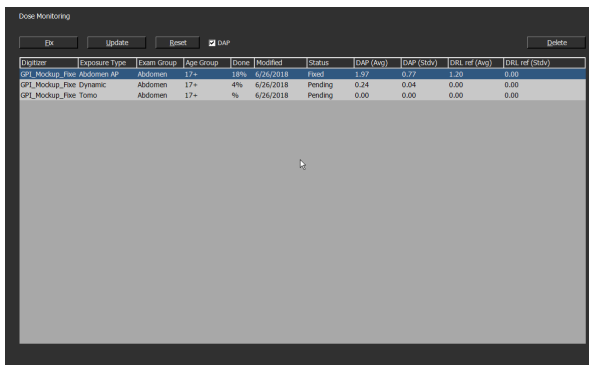 Dose Monitoring
Fix Update Reset DAP Delete
Digitizer Exposure Type Exam Group Age Group Done Modified Status DAP (Avg) DAP (Stdv) DRL ref (Avg) DRL ref (Stdv)
GPI_Mockup_Fixe Abdomen AP Abdomen 17+ 18% 6/26/2018 Fixed 1.97 0.77 1.20 0.00
GPI_Mockup_Fixe Dynamic Abdomen 17+ 4% 6/26/2018 Pending 0.24 0.04 0.00 0.00
GPI_Mockup_Fixe Tomo Abdomen 17+ % 6/26/2018 Pending 0.00 0.00 0.00 0.00